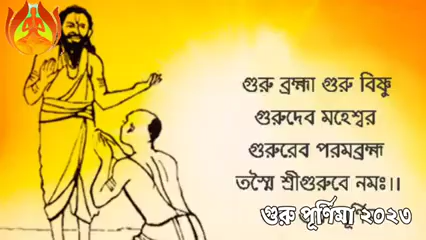 গুরু ব্রহ্মা গুরু বিষ্ণু
গুরুদেব মহেশ্বর
গুরুরেব পরমব্রহ্ম
তস্মৈ শ্রীগুরুবে নমঃ।।
গুরু পূর্ণিমা ২০২৩